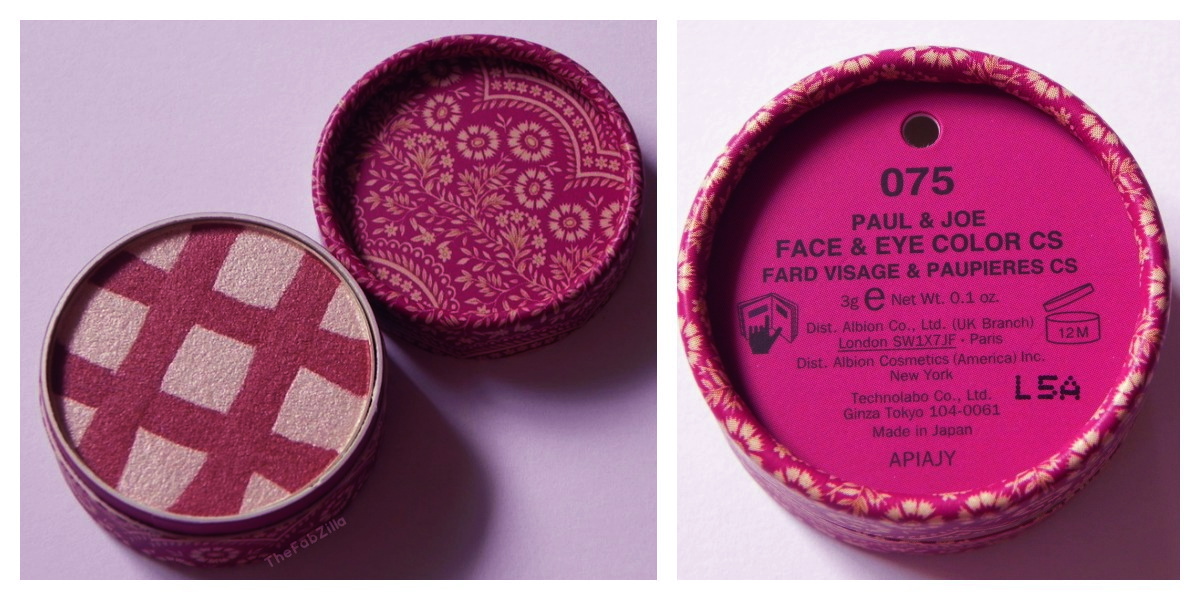 TheFabZilla
075
PAUL & JOE
FACE & EYE COLOR CS
FARD VISAGE & PAUPIERES CS
3g e Net Wt. 0.1 oz.
Dist. Albion Co., Ltd. (UK Branch)
London SW1X7JF · Paris
12M
Dist. Albion Cosmetics (America) Inc.
New York
L5A
Technolabo Co., Ltd.
Ginza Tokyo 104-0061
Made in Japan
APIAJY